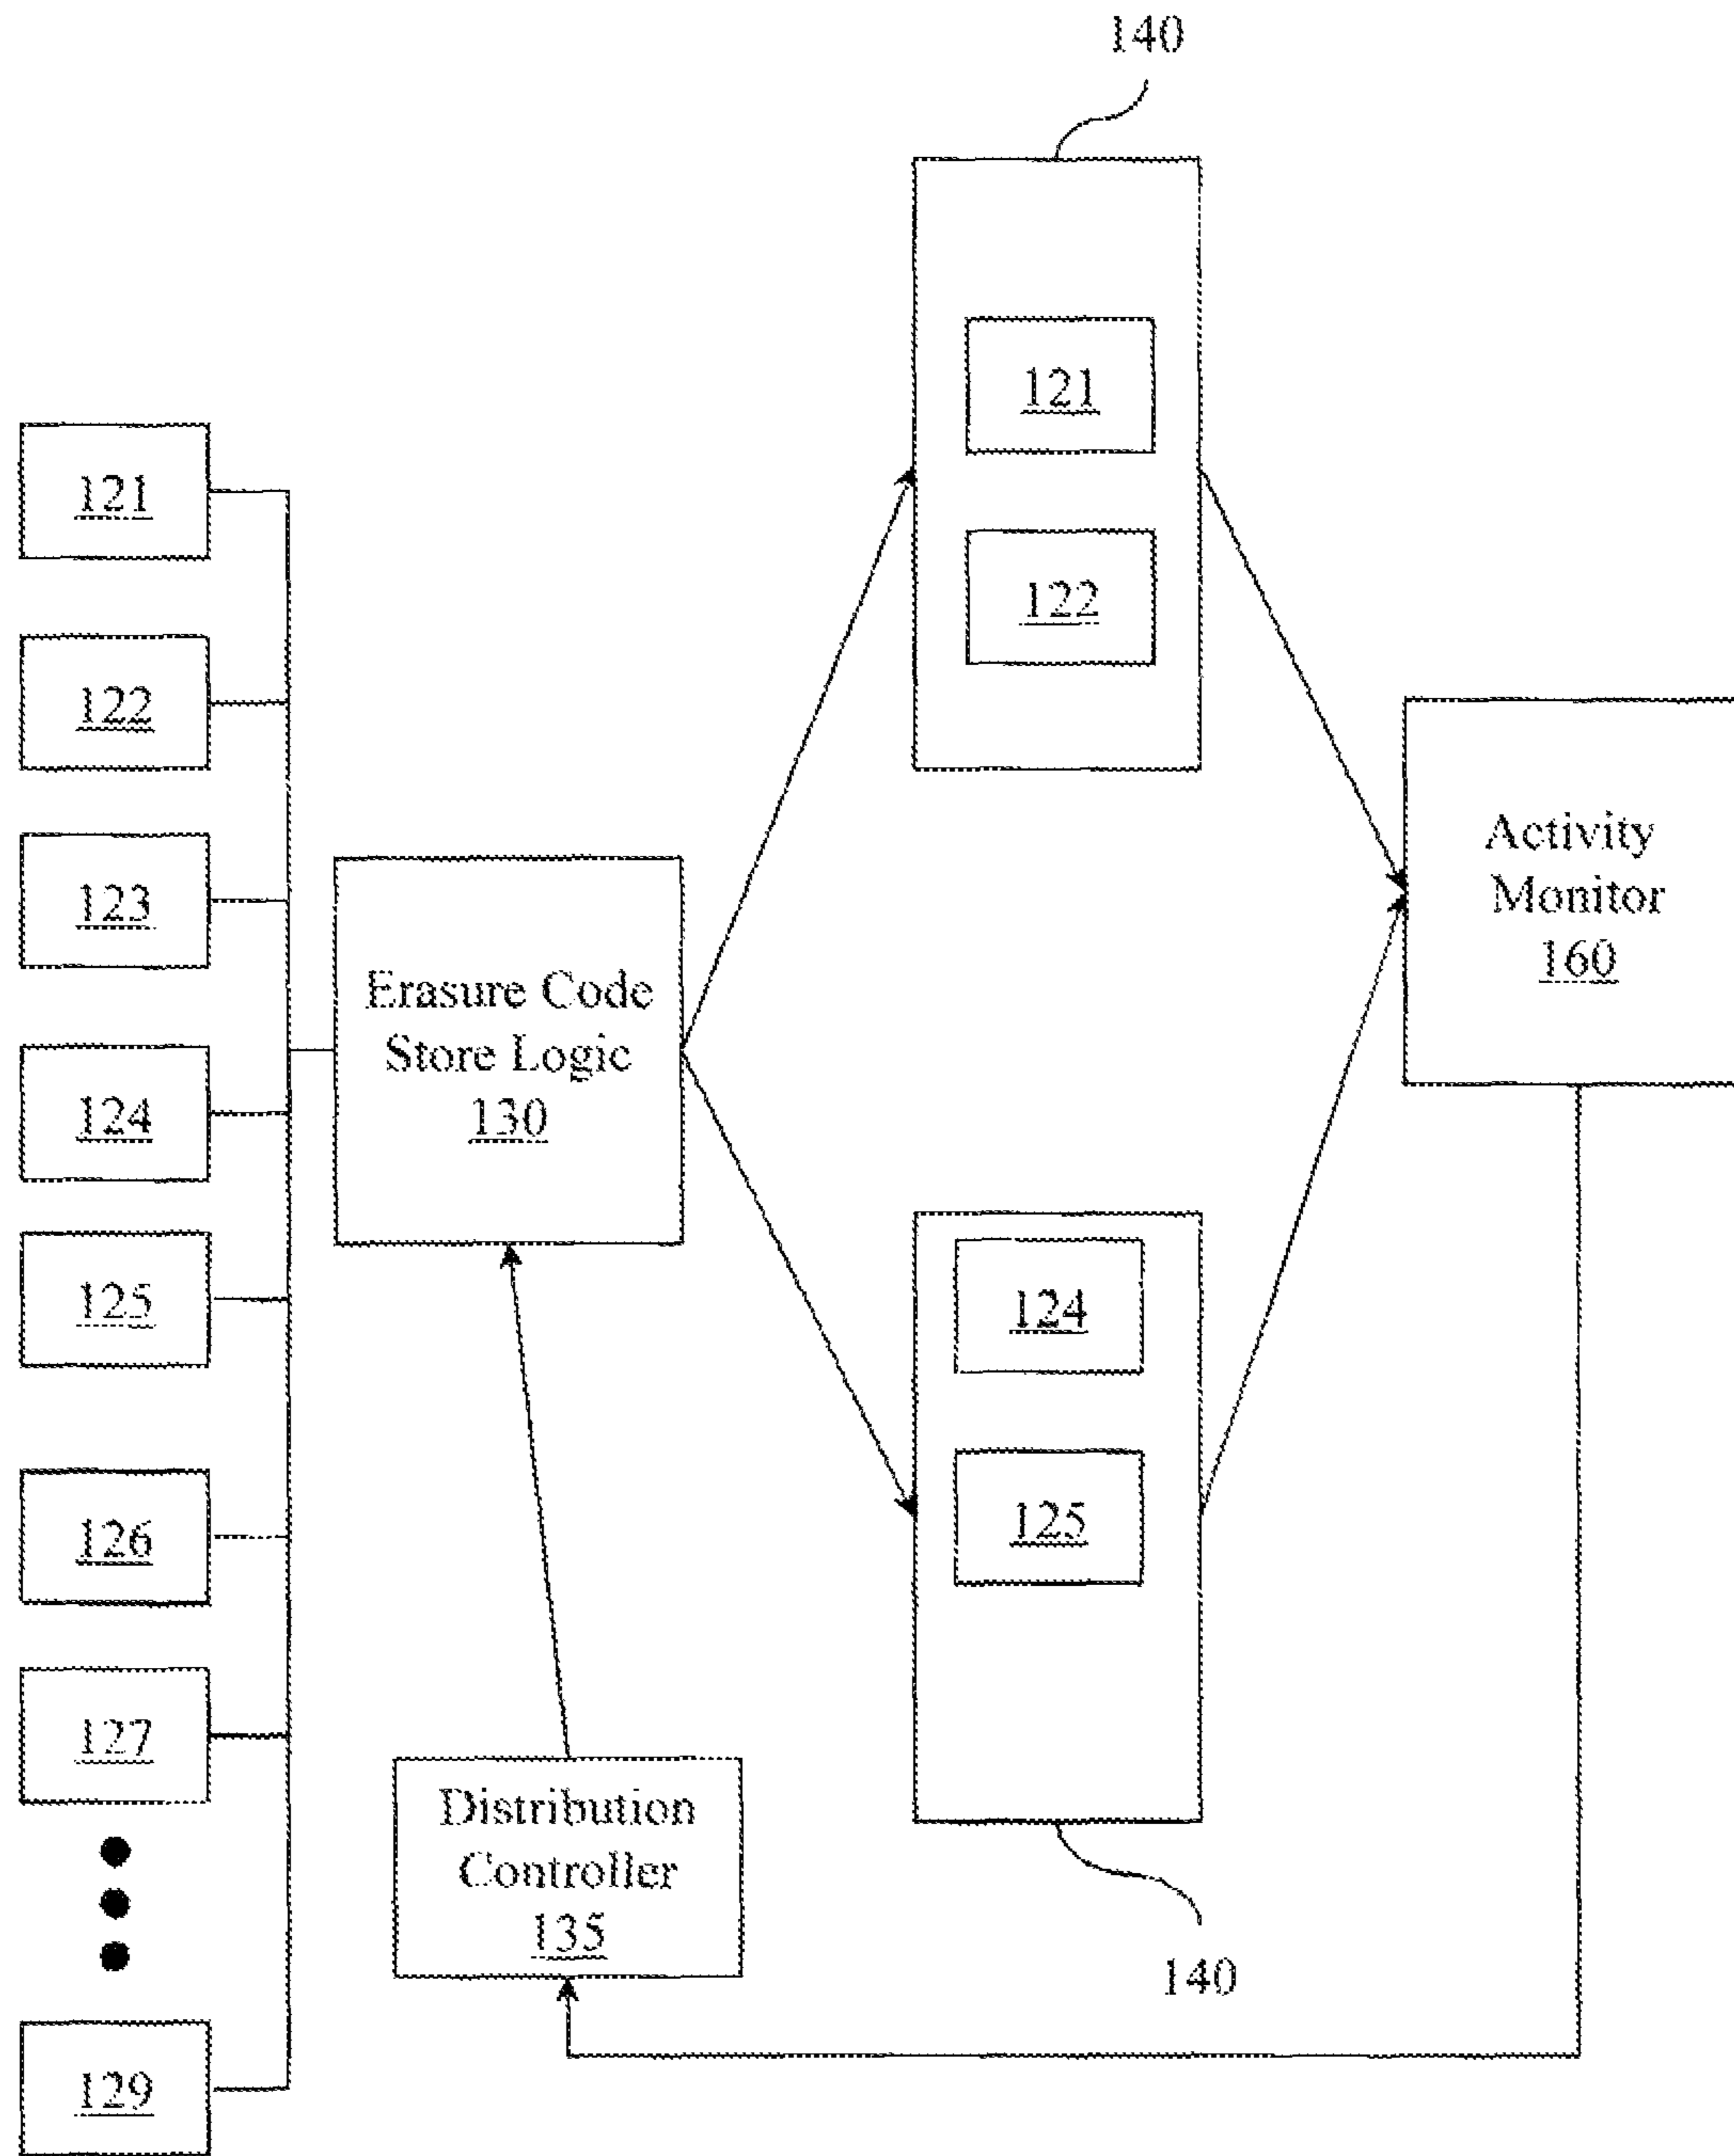 140
121
122
121
122
123
124
125
126
127
129
Erasure Code
Store Logic
130
Distribution
Controller
135
124
125
140
Activity
Monitor
160